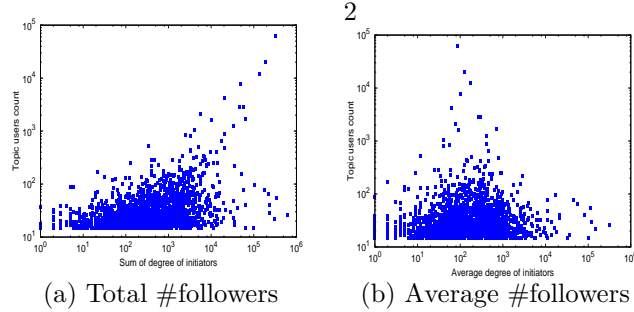 2
10^5
10^4
10^3
10^2
10^1
Topic users count
10^0 10^1 10^2 10^3 10^4 10^5 10^6
Sum of degree of initiators
(a) Total #followers
10^5
10^4
10^3
10^2
10^1
Topic users count
10^0 10^1 10^2 10^3 10^4 10^5 10^6
Average degree of initiators
(b) Average #followers